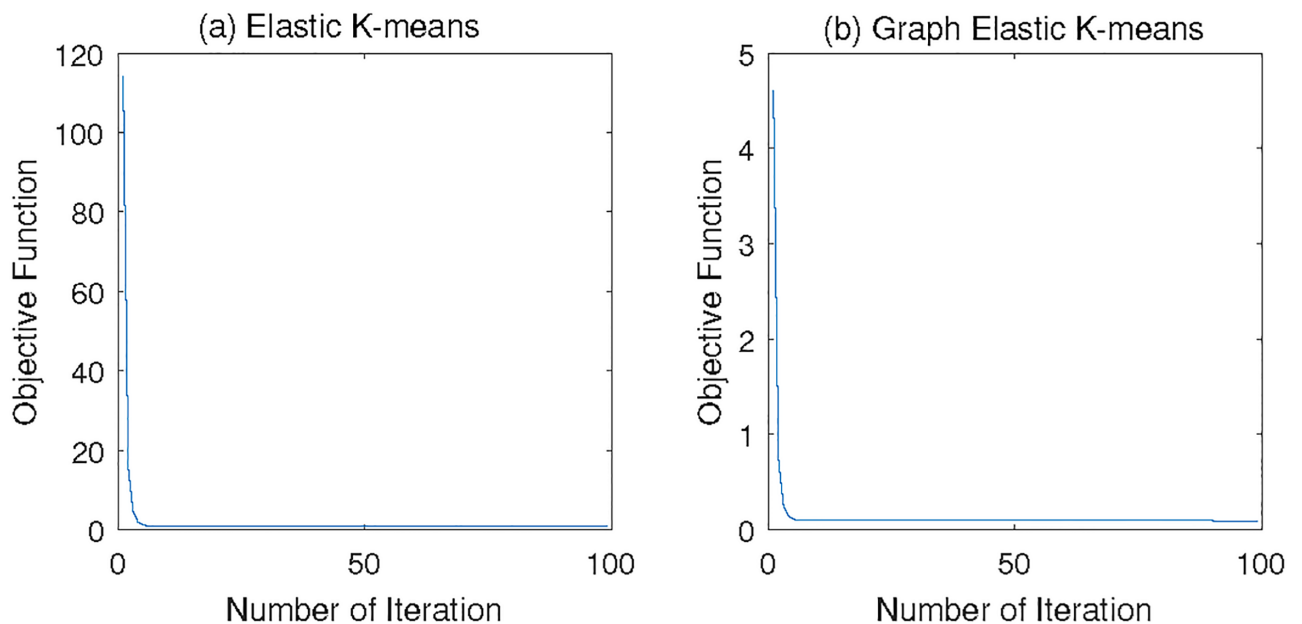 (a) Elastic K-means
120
100
80
60
40
20
0
0 50 100
Objective Function
Number of Iteration
(b) Graph Elastic K-means
5
4
3
2
1
0
0 50 100
Objective Function
Number of Iteration